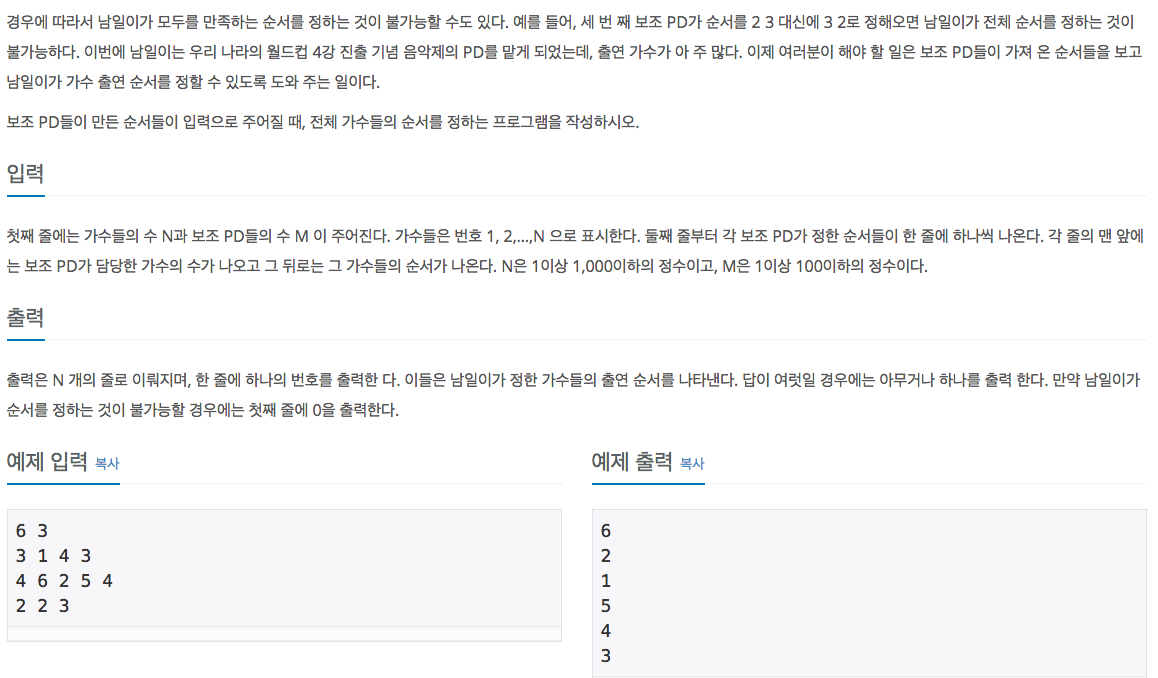 경우에 따라서 남일이가 모두를 만족하는 순서를 정하는 것이 불가능할 수도 있다. 예를 들어, 세 번 째 보조 PD가 순서를 2 3 대신에 3 2로 정해오면 남일이가 전체 순서를 정하는 것이
불가능하다. 이번에 남일이는 우리 나라의 월드컵 4강 진출 기념 음악제의 PD를 맡게 되었는데, 출연 가수가 아 주 많다. 이제 여러분이 해야 할 일은 보조 PD들이 가져 온 순서들을 보고
남일이가 가수 출연 순서를 정할 수 있도록 도와 주는 일이다.
보조 PD들이 만든 순서들이 입력으로 주어질 때, 전체 가수들의 순서를 정하는 프로그램을 작성하시오.
입력
첫째 줄에는 가수들의 수 N과 보조 PD들의 수 M 이 주어진다. 가수들은 번호 1, 2,...,N 으로 표시한다. 둘째 줄부터 각 보조 PD가 정한 순서들이 한 줄에 하나씩 나온다. 각 줄의 맨 앞에
는 보조 PD가 담당한 가수의 수가 나오고 그 뒤로는 그 가수들의 순서가 나온다. N은 1이상 1,000이하의 정수이고, M은 1이상 100이하의 정수이다.
출력
출력은 N 개의 줄로 이뤄지며, 한 줄에 하나의 번호를 출력한 다. 이들은 남일이가 정한 가수들의 출연 순서를 나타낸다. 답이 여럿일 경우에는 아무거나 하나를 출력 한다. 만약 남일이가
순서를 정하는 것이 불가능할 경우에는 첫째 줄에 0을 출력한다.
예제 입력 복사
6 3
3 1 4 3
4 6 2 5 4
2 2 3
예제 출력 복사
6
2
1
5
4
3